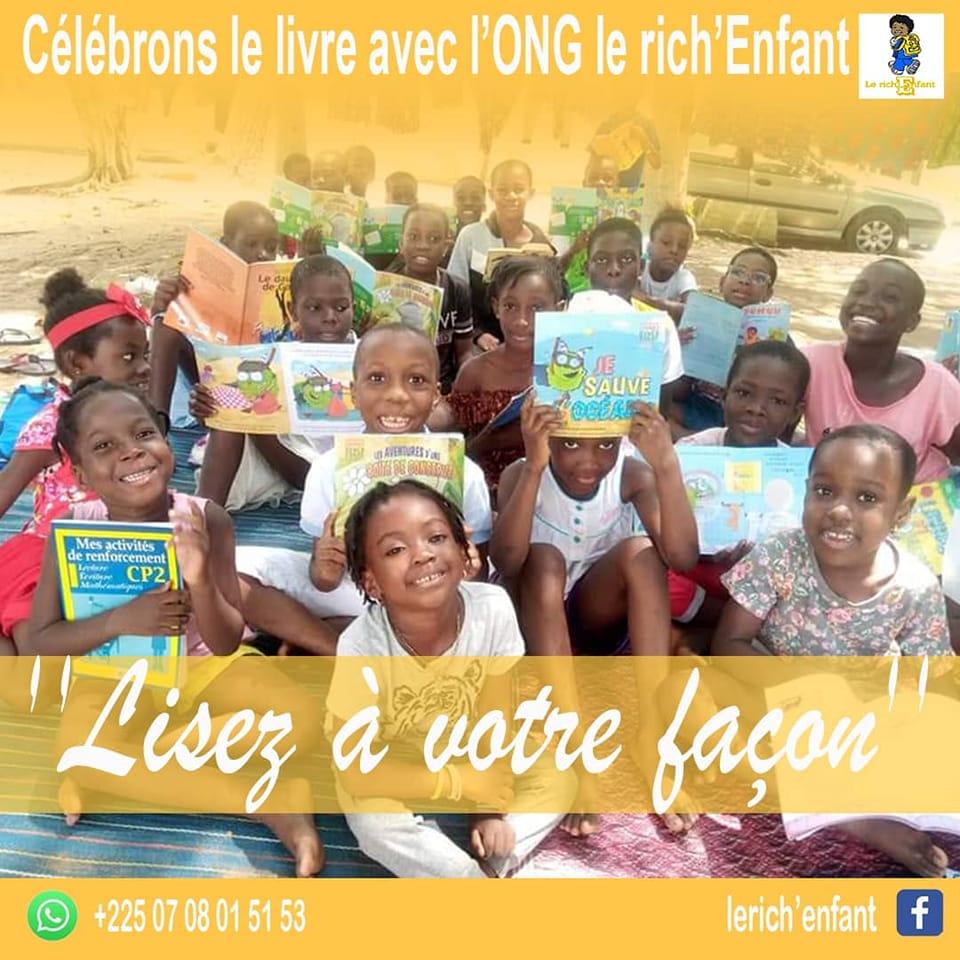 Célébrons le livre avec l'ONG le rich'Enfant
Le rich Enfant
JE
SAUVE
LES AVENTURES D'UNE
BOÎTE DE CONSERVE
Mes activités
de renforcement
Lecture
Écriture
Mathématiques
CP2
"Lisez à votre façon"
+225 07 08 01 51 53
lerich'enfant